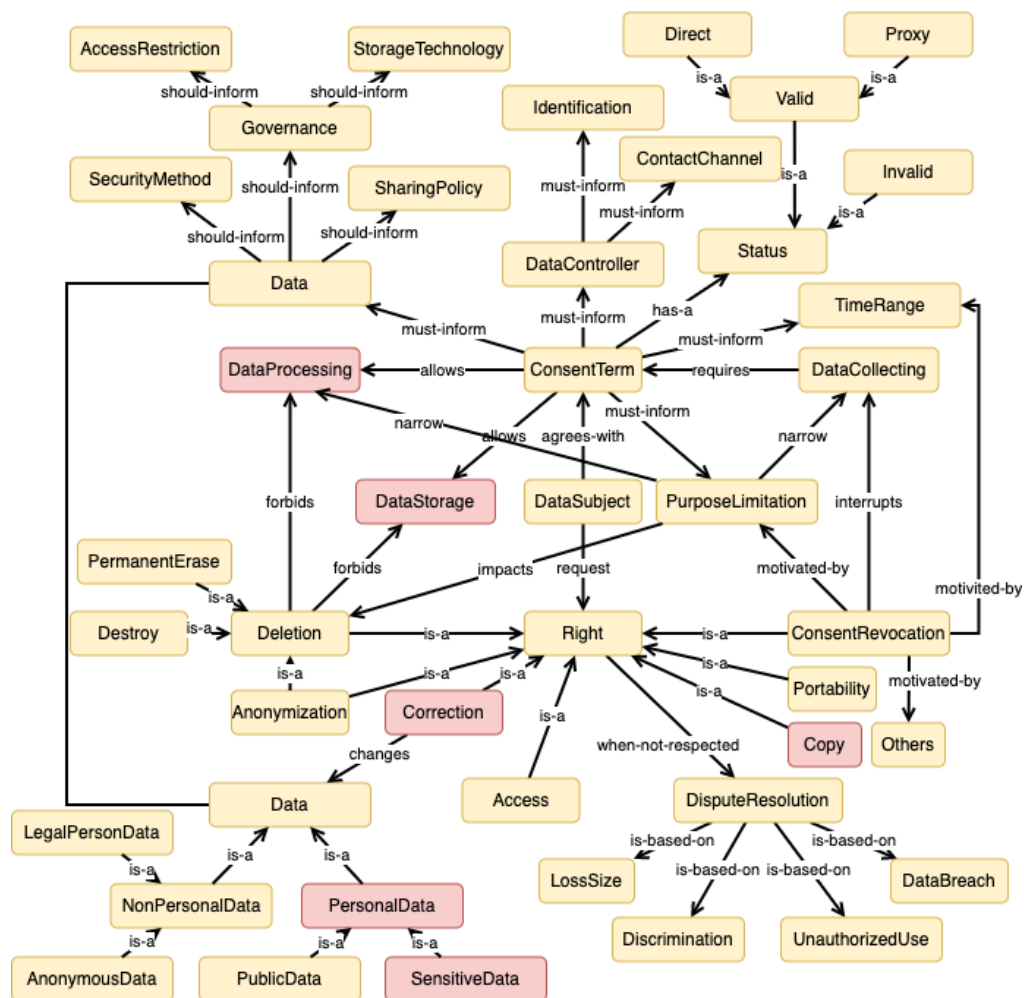 Direct
Proxy
AccessRestriction
StorageTechnology
is-a
is-a
should-inform
should-inform
Valid
Identification
Governance
ContactChannel
SecurityMethod
should-inform
SharingPolicy
is-a
Invalid
must-inform
must-inform
is-a
should-inform
should-inform
DataController
Status
Data
TimeRange
must-inform
must-inform
has-a
must-inform
DataProcessing
allows
ConsentTerm
requires
DataCollecting
must-inform
narrow
allows
agrees-with
narrow
DataStorage
DataSubject
PurposeLimitation
forbids
interrupts
PermanentErase
forbids
impacts
request
motivated-by
motivited-by
is-a
Destroy
is-a
Deletion
is-a
Right
is-a
ConsentRevocation
is-a
is-a
is-a
is-a
motivated-by
Portability
Anonymization
Correction
is-a
is-a
when-not-respected
Copy
Others
changes
Data
Access
DisputeResolution
LegalPersonData
is-based-on
is-based-on
is-a
is-a
is-a
is-based-on
is-based-on
LossSize
DataBreach
NonPersonalData
PersonalData
is-a
is-a
is-a
Discrimination
UnauthorizedUse
AnonymousData
PublicData
SensitiveData